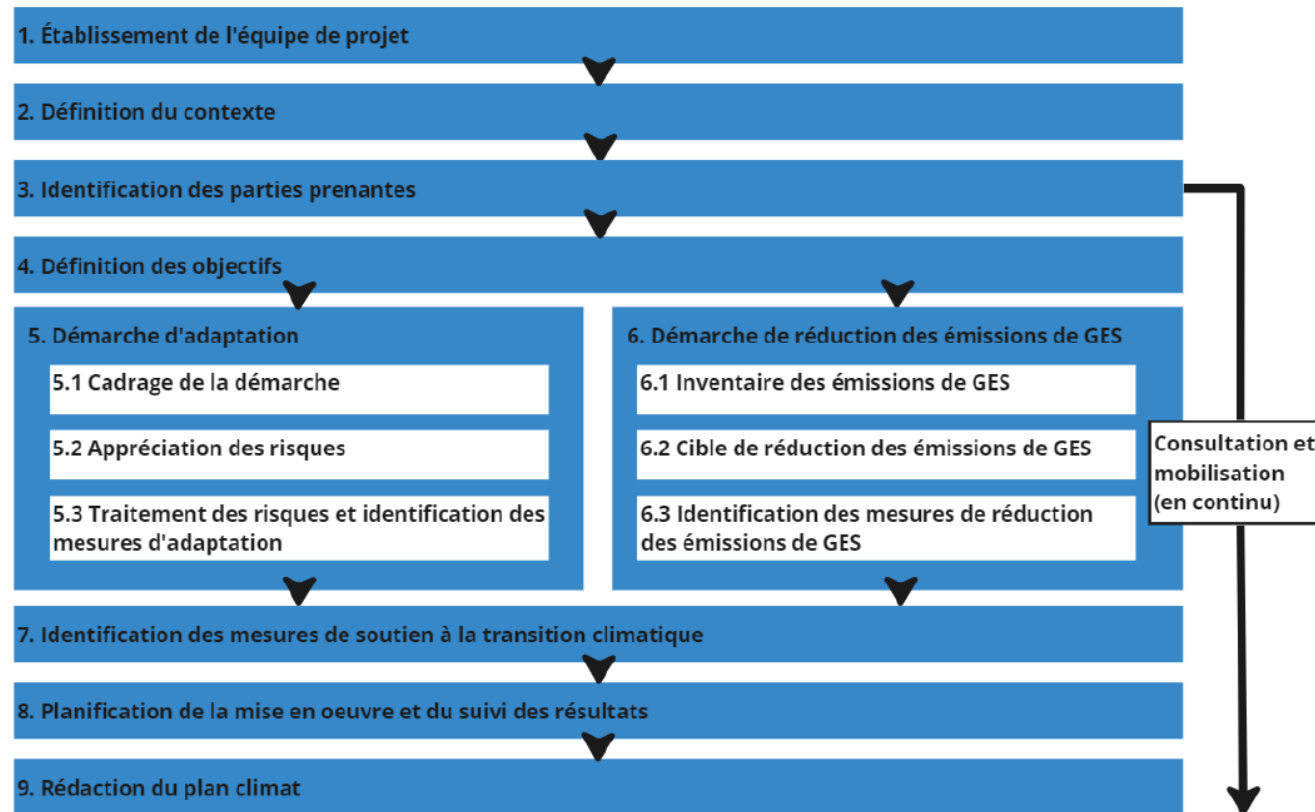 1. Établissement de l'équipe de projet
2. Définition du contexte
3. Identification des parties prenantes
4. Définition des objectifs
5. Démarche d'adaptation
5.1 Cadrage de la démarche
5.2 Appréciation des risques
5.3 Traitement des risques et identification des
mesures d'adaptation
6. Démarche de réduction des émissions de GES
6.1 Inventaire des émissions de GES
6.2 Cible de réduction des émissions de GES
6.3 Identification des mesures de réduction
des émissions de GES
Consultation et
mobilisation
(en continu)
7. Identification des mesures de soutien à la transition climatique
8. Planification de la mise en oeuvre et du suivi des résultats
9. Rédaction du plan climat